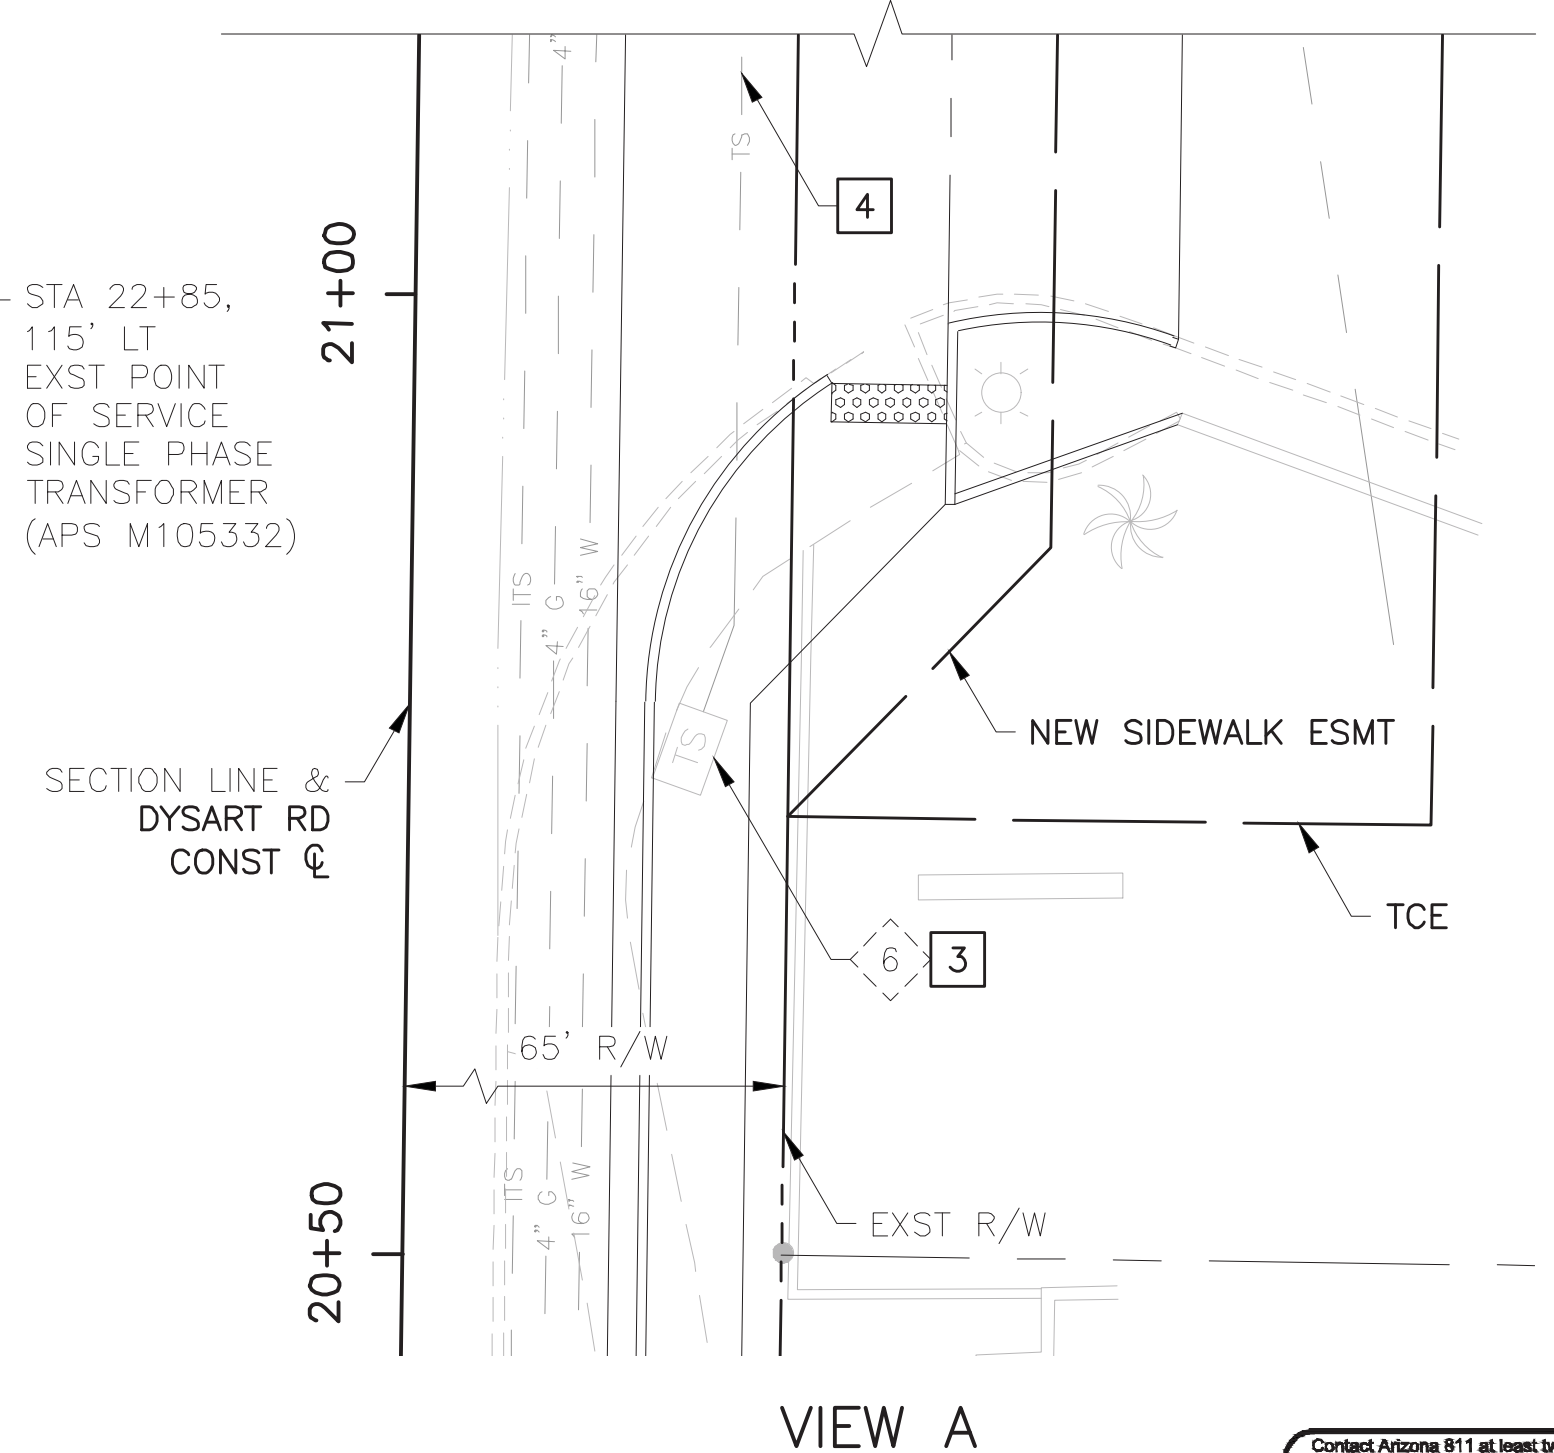 4"
TS
4
21+00
STA 22+85,
115' LT
EXST POINT
OF SERVICE
SINGLE PHASE
TRANSFORMER
(APS M105332)
ITS
4" G
16" W
TS
NEW SIDEWALK ESMT
SECTION LINE &
DYSART RD
CONST ℄
TCE
6
3
65' R/W
ITS
4" G
16" W
EXST R/W
20+50
VIEW A
Contact Arizona 811 at least